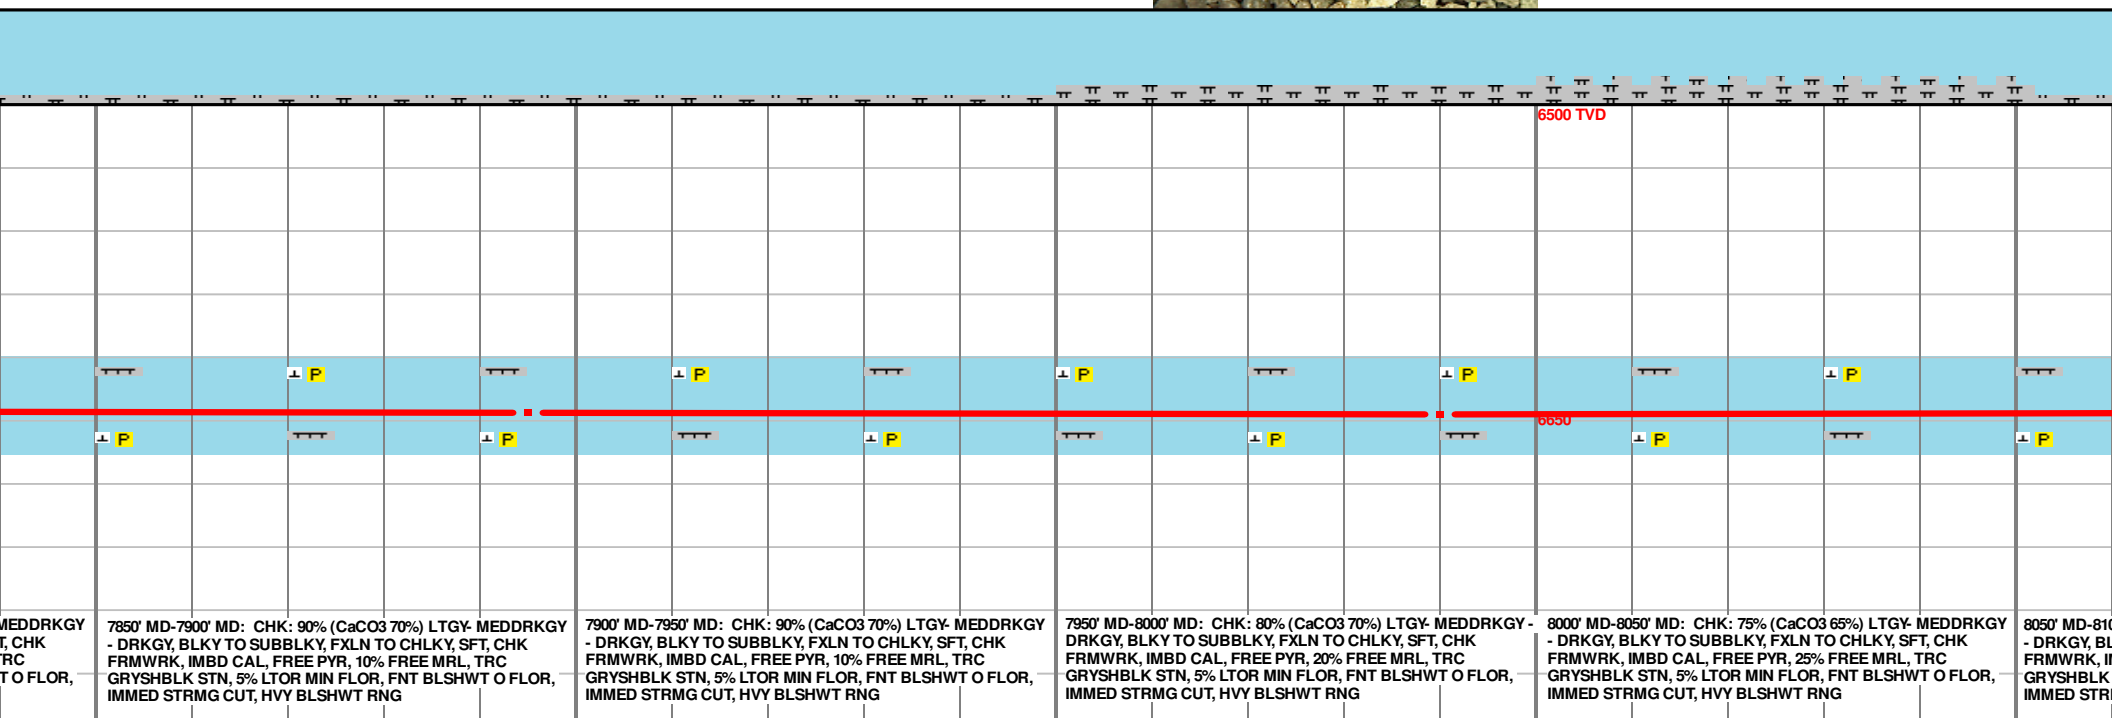 6500 TVD
P P P P P
6650
P P P P P P
MEDDRKGY
T, CHK
TRC
T O FLOR,
7850' MD-7900' MD: CHK: 90% (CaCO3 70%) LTGY- MEDDRKGY
- DRKGY, BLKY TO SUBBLKY, FXLN TO CHLKY, SFT, CHK
FRMWRK, IMBD CAL, FREE PYR, 10% FREE MRL, TRC
GRYSHBLK STN, 5% LTOR MIN FLOR, FNT BLSHWT O FLOR,
IMMED STRMG CUT, HVY BLSHWT RNG
7900' MD-7950' MD: CHK: 90% (CaCO3 70%) LTGY- MEDDRKGY
- DRKGY, BLKY TO SUBBLKY, FXLN TO CHLKY, SFT, CHK
FRMWRK, IMBD CAL, FREE PYR, 10% FREE MRL, TRC
GRYSHBLK STN, 5% LTOR MIN FLOR, FNT BLSHWT O FLOR,
IMMED STRMG CUT, HVY BLSHWT RNG
7950' MD-8000' MD: CHK: 80% (CaCO3 70%) LTGY- MEDDRKGY -
DRKGY, BLKY TO SUBBLKY, FXLN TO CHLKY, SFT, CHK
FRMWRK, IMBD CAL, FREE PYR, 20% FREE MRL, TRC
GRYSHBLK STN, 5% LTOR MIN FLOR, FNT BLSHWT O FLOR,
IMMED STRMG CUT, HVY BLSHWT RNG
8000' MD-8050' MD: CHK: 75% (CaCO3 65%) LTGY- MEDDRKGY
- DRKGY, BLKY TO SUBBLKY, FXLN TO CHLKY, SFT, CHK
FRMWRK, IMBD CAL, FREE PYR, 25% FREE MRL, TRC
GRYSHBLK STN, 5% LTOR MIN FLOR, FNT BLSHWT O FLOR,
IMMED STRMG CUT, HVY BLSHWT RNG
8050' MD-810
- DRKGY, BL
FRMWRK, I
GRYSHBLK
IMMED STR